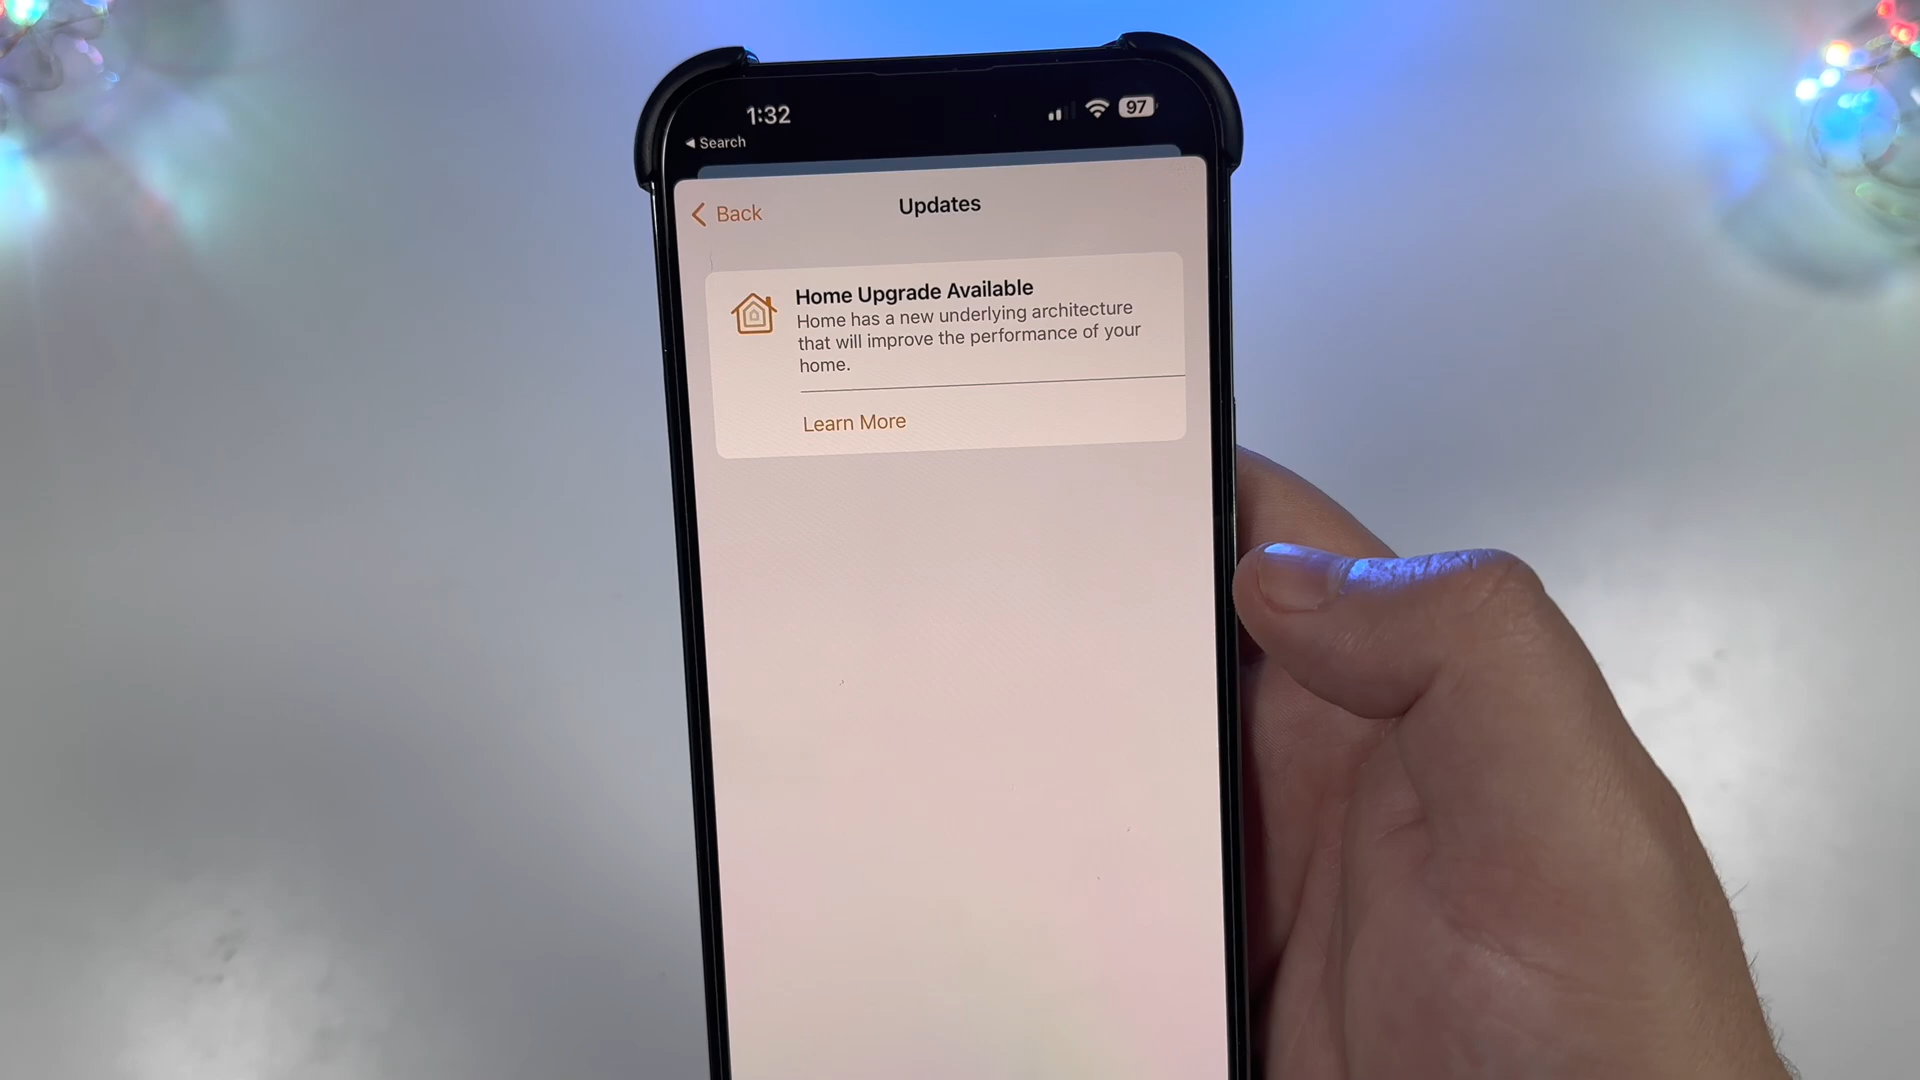 1:32
97
Search
Back
Updates
Home Upgrade Available
Home has a new underlying architecture
that will improve the performance of your
home.
Learn More